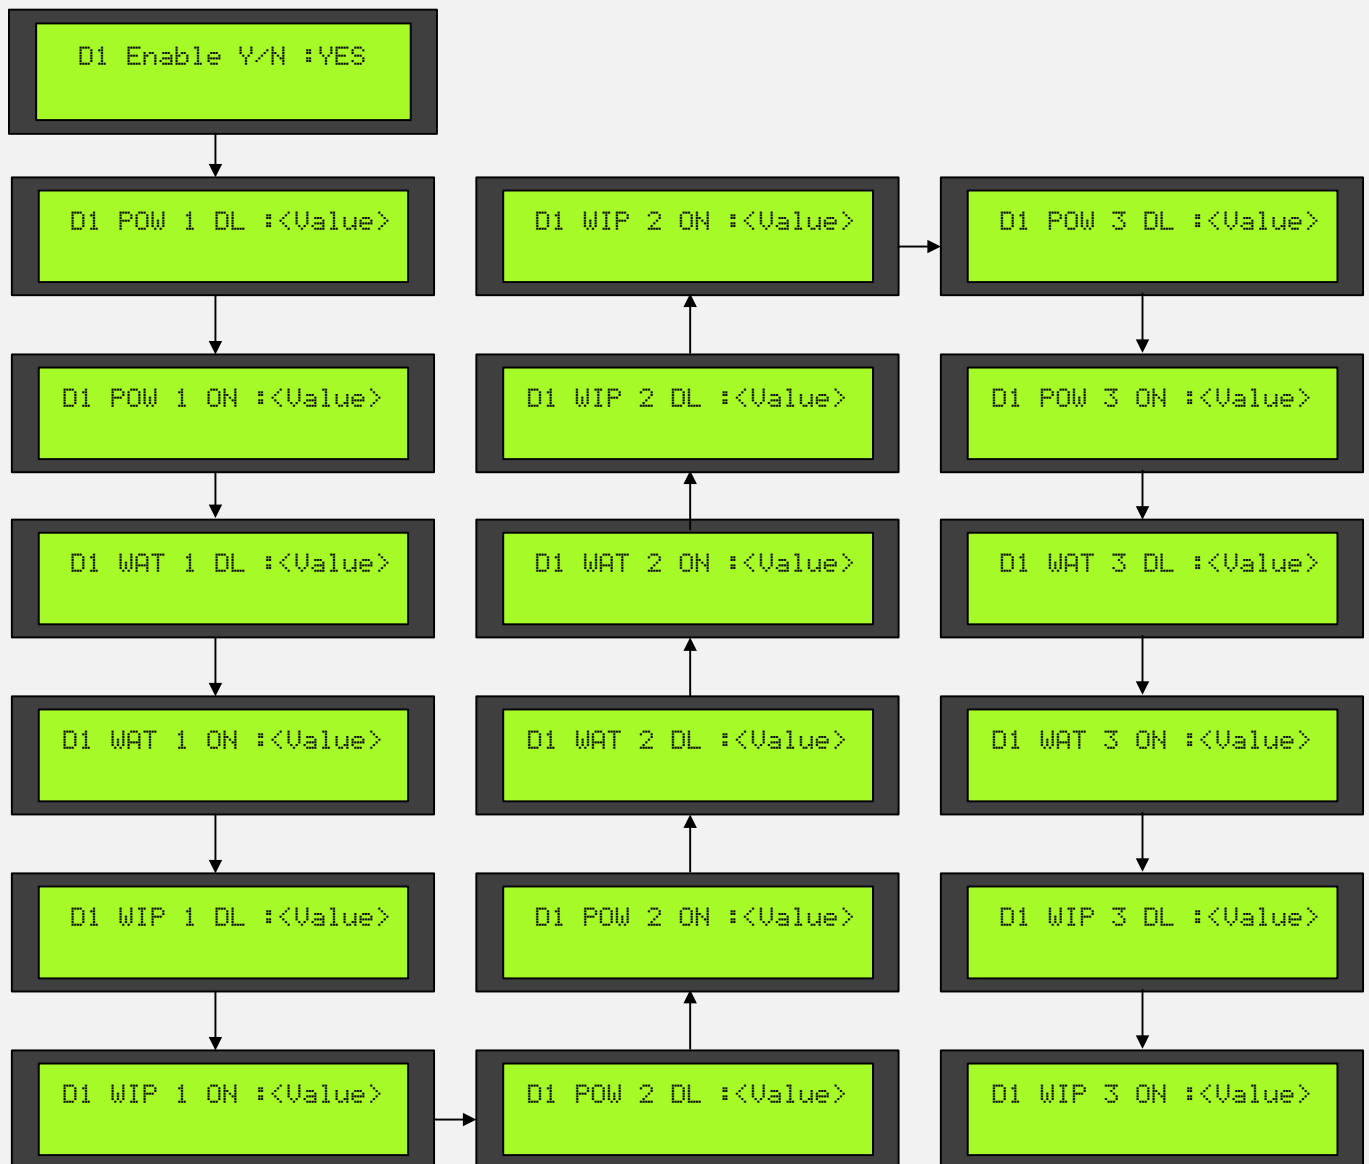 D1 Enable Y/N :YES
D1 POW 1 DL :<Value>
D1 POW 1 ON :<Value>
D1 WAT 1 DL :<Value>
D1 WAT 1 ON :<Value>
D1 WIP 1 DL :<Value>
D1 WIP 1 ON :<Value>
D1 POW 2 DL :<Value>
D1 POW 2 ON :<Value>
D1 WAT 2 DL :<Value>
D1 WAT 2 ON :<Value>
D1 WIP 2 DL :<Value>
D1 WIP 2 ON :<Value>
D1 POW 3 DL :<Value>
D1 POW 3 ON :<Value>
D1 WAT 3 DL :<Value>
D1 WAT 3 ON :<Value>
D1 WIP 3 DL :<Value>
D1 WIP 3 ON :<Value>